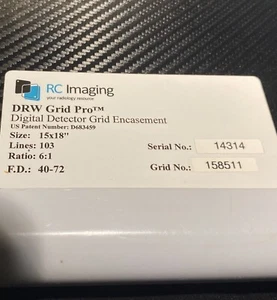 RC Imaging
your radiology resource
DRW Grid Pro™
Digital Detector Grid Encasement
US Patent Number: D683459
Size: 15x18"
Lines: 103 Serial No.: 14314
Ratio: 6:1
F.D.: 40-72 Grid No.: 158511